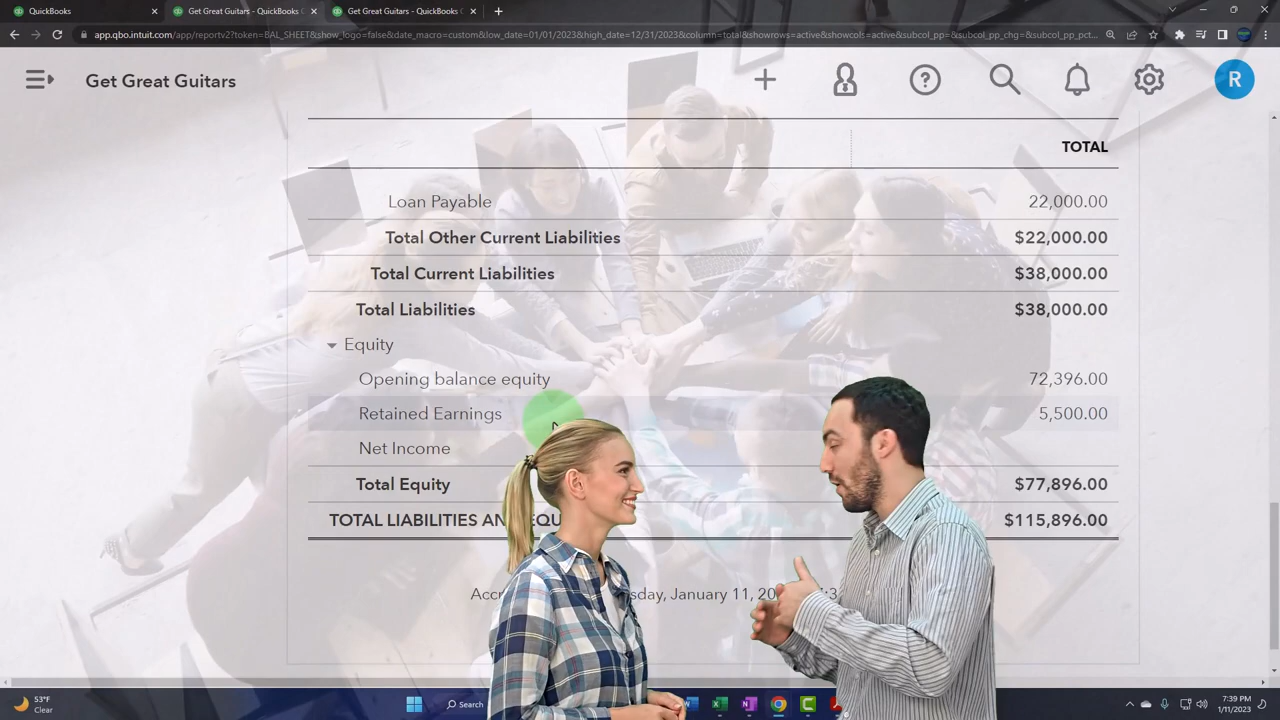 QuickBooks
Get Great Guitars - QuickBooks
Get Great Guitars - QuickBooks
app.qbo.intuit.com/app/reportv2?token=BAL_SHEET&show_logo=false&date_macro=custom&low_date=01/01/2023&high_date=12/31/2023&column=total&showrows=active&showcols=active&subcol_pp=&subcol_pp_chg=&subcol_pp_pct...
Get Great Guitars
R
TOTAL
Loan Payable 22,000.00
Total Other Current Liabilities $22,000.00
Total Current Liabilities $38,000.00
Total Liabilities $38,000.00
Equity
Opening balance equity 72,396.00
Retained Earnings 5,500.00
Net Income
Total Equity $77,896.00
TOTAL LIABILITIES AN EQU $115,896.00
Accr sday, January 11, 20
53°F
Clear
Search
7:39 PM
1/11/2023